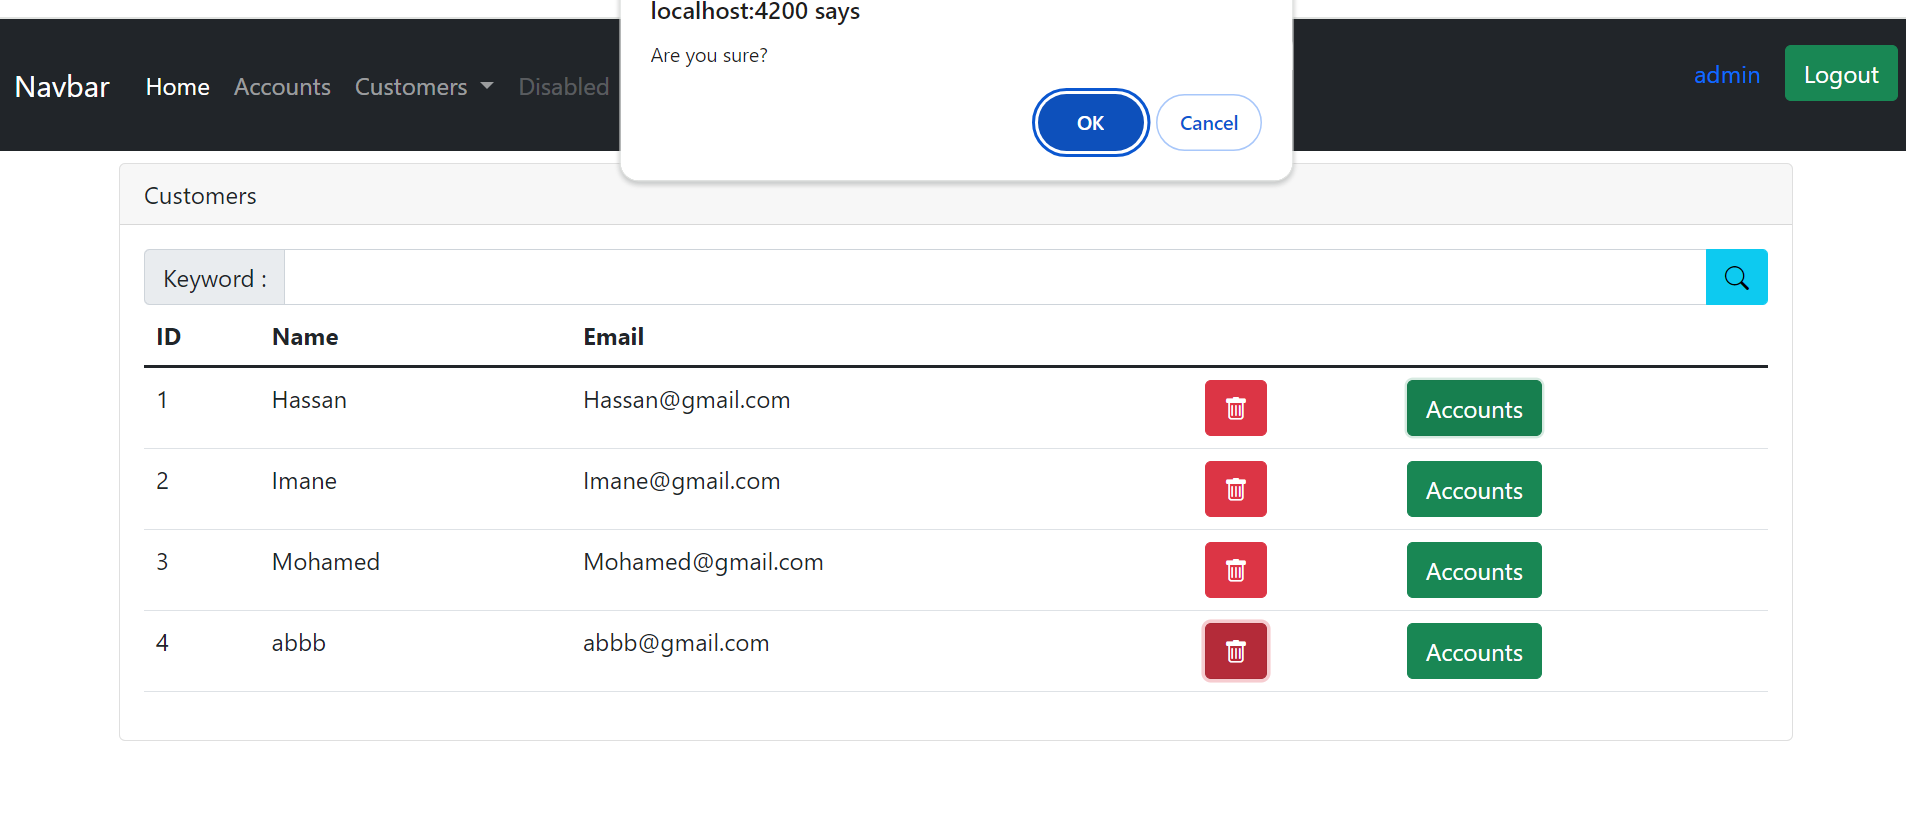 localhost:4200 says
Are you sure?
OK Cancel
Navbar Home Accounts Customers Disabled admin Logout
Customers
Keyword :
ID Name Email
1 Hassan Hassan@gmail.com Accounts
2 Imane Imane@gmail.com Accounts
3 Mohamed Mohamed@gmail.com Accounts
4 abbb abbb@gmail.com Accounts